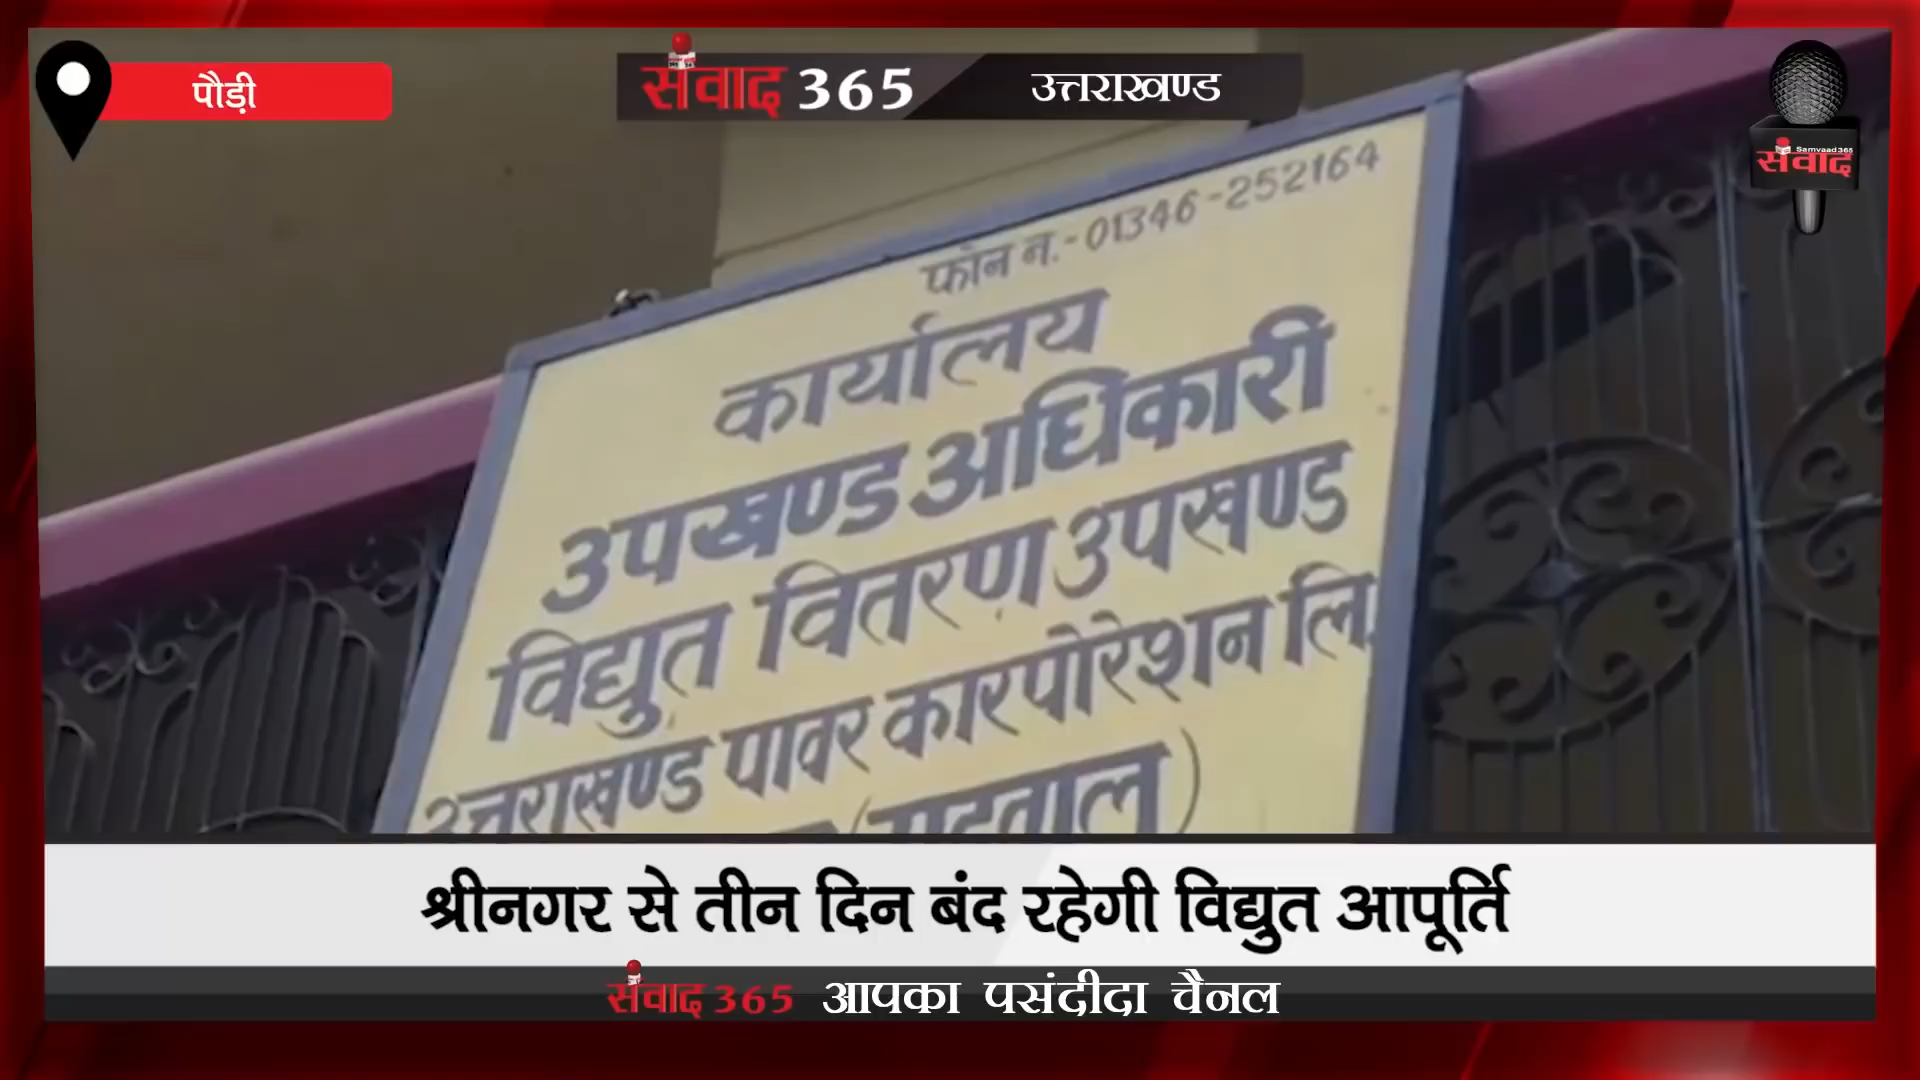 पौड़ी
संवाद 365 उत्तराखण्ड
Samvaad365
संवाद
फोन न.-01346-252164
कार्यालय
उपखण्ड अधिकारी
विद्युत वितरण उपखण्ड
उत्तराखण्ड पावर कारपोरेशन लि.
श्रीनगर से तीन दिन बंद रहेगी विद्युत आपूर्ति
संवाद 365 आपका पसंदीदा चैनल